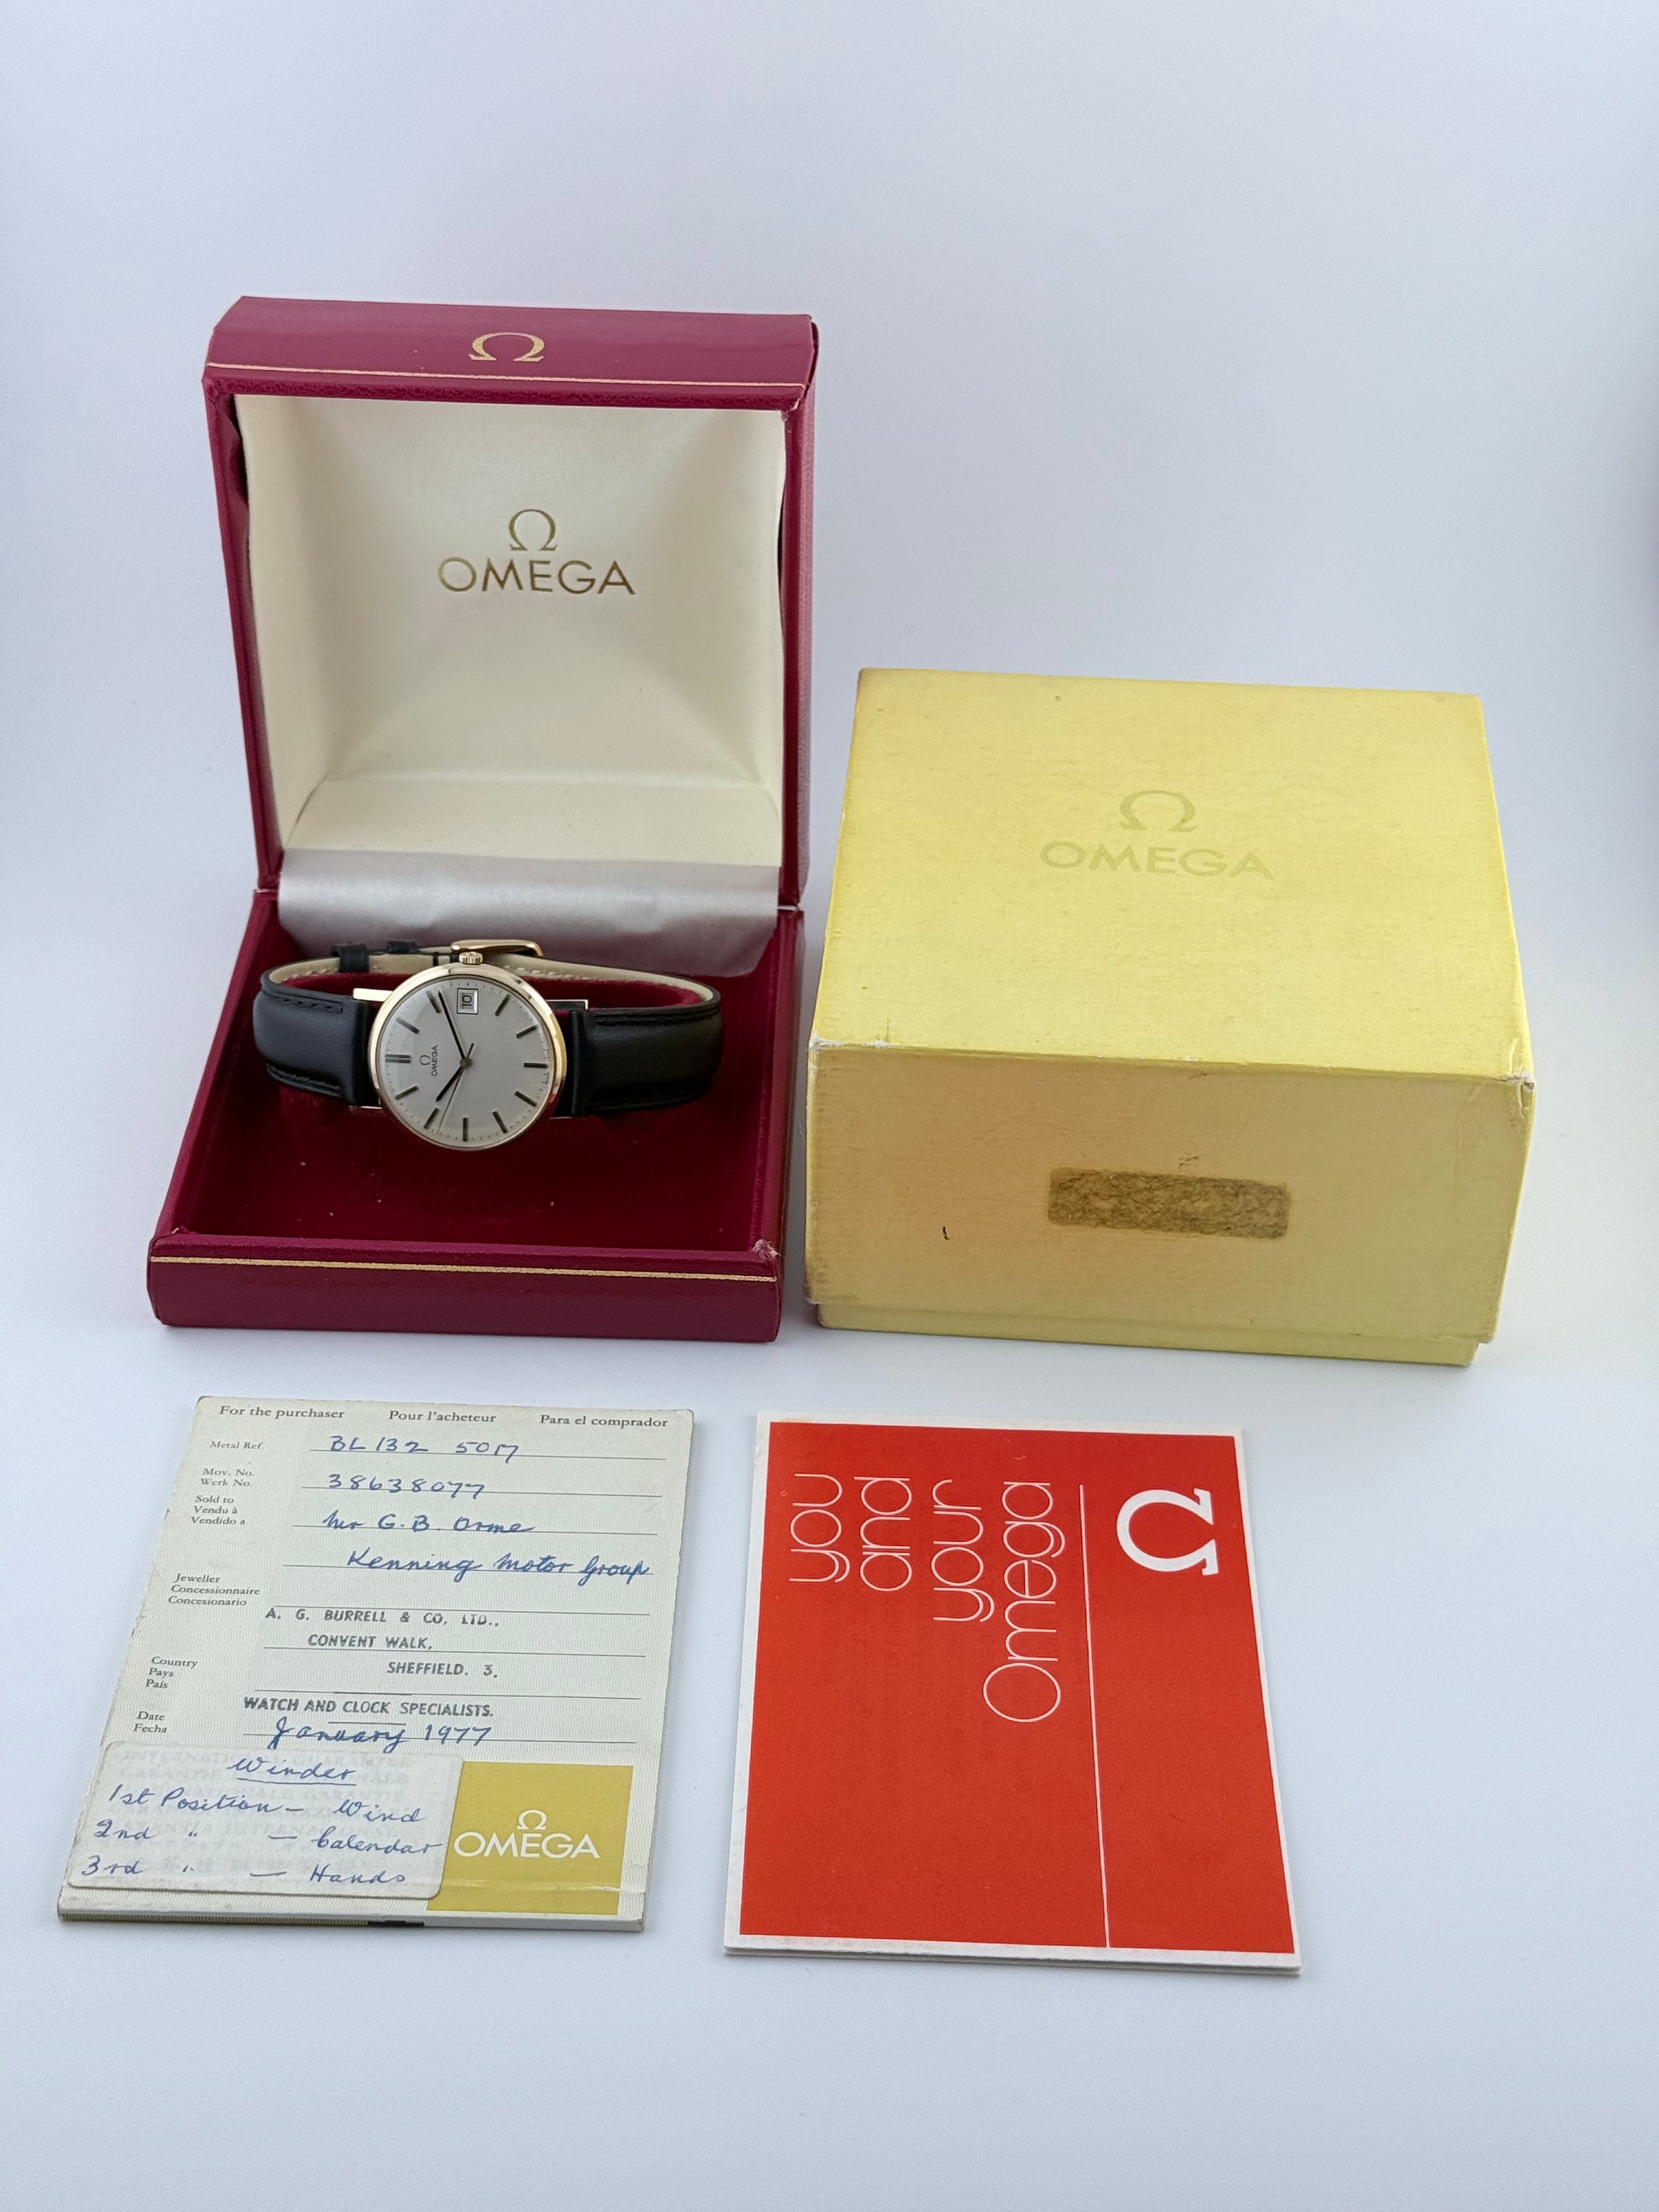 Ω
Ω
OMEGA
Ω
OMEGA
10
Ω
OMEGA
For the purchaser Pour l'acheteur Para el comprador
Metal Ref. BL 132 5017
Mov. No.
Werk No. 38638077
Sold to
Vendu à
Vendido a Mr G. B. Orme
Kenning Motor Group
Jeweller
Concessionnaire
Concesionario
A. G. BURRELL & CO. LTD.,
CONVENT WALK,
SHEFFIELD. 3.
Country
Pays
País
WATCH AND CLOCK SPECIALISTS.
Date
Fecha January 1977
Winder
1st Position - Wind
2nd " - Calendar
3rd " - Hands
Ω
OMEGA
you
and
your
Omega
Ω